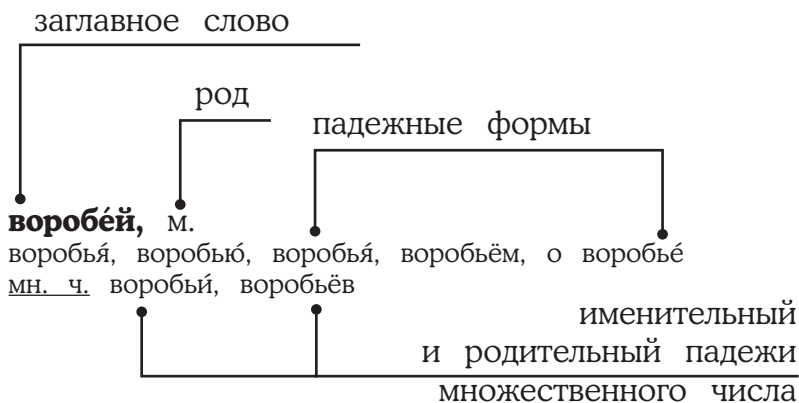 заглавное слово
род
падежные формы
воробе́й, м.
воробья́, воробью́, воробья́, воробьём, о воробье́
мн. ч. воробьи́, воробьёв
именительный
и родительный падежи
множественного числа